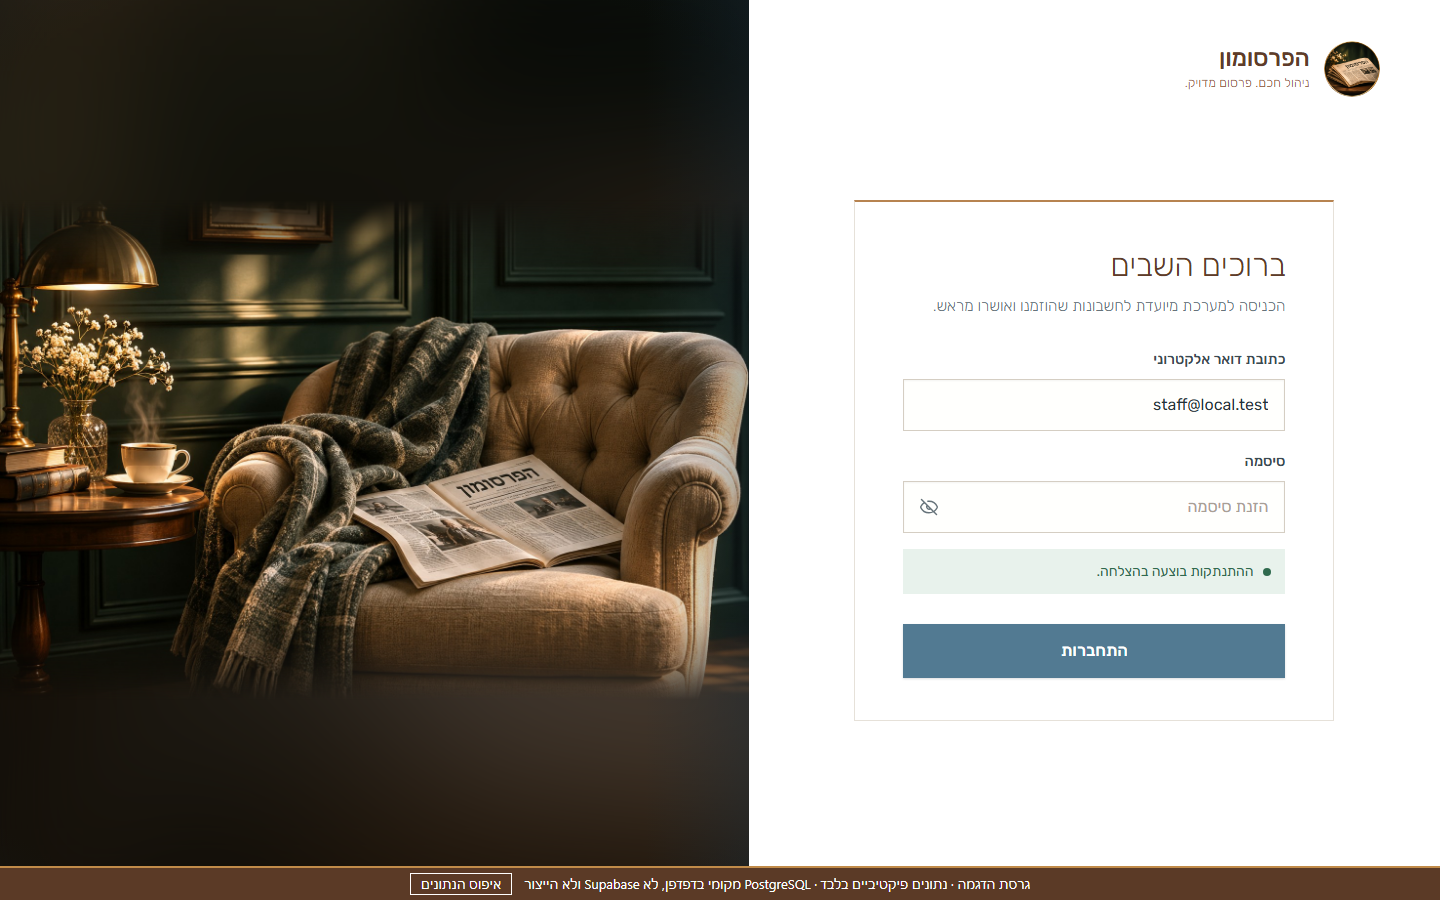 הפרסומון
ניהול חכם. פרסום מדויק.
ברוכים השבים
הכניסה למערכת מיועדת לחשבונות שהוזמנו ואושרו מראש.
כתובת דואר אלקטרוני
staff@local.test
סיסמה
הזנת סיסמה
ההתנתקות בוצעה בהצלחה.
התחברות
הפרסומון
גרסת הדגמה · נתונים פיקטיביים בלבד · PostgreSQL מקומי בדפדפן, לא Supabase ולא הייצור
איפוס הנתונים